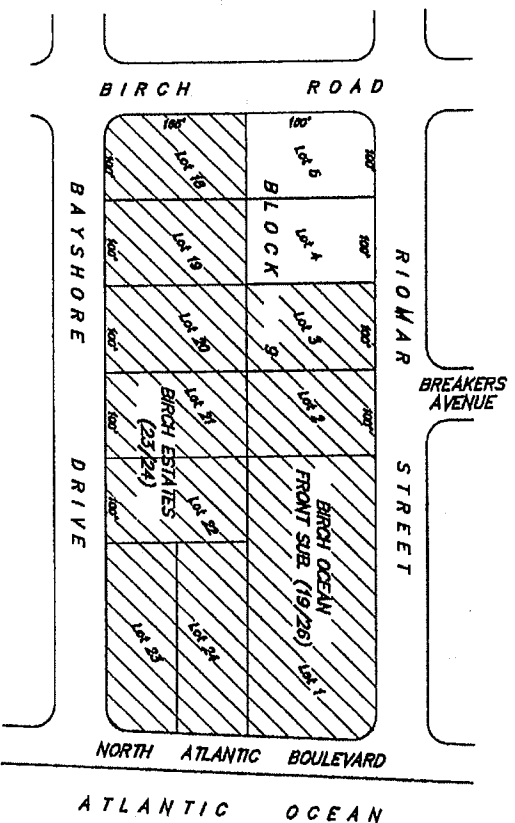 BIRCH ROAD
100'
Lot 5
100'
Lot 18
100'
BLOCK
9
Lot 4
100'
Lot 19
100'
Lot 3
100'
Lot 20
100'
Lot 2
100'
Lot 21
100'
Lot 22
100'
BIRCH ESTATES
(23/24)
BIRCH OCEAN
FRONT SUB. (19/26)
Lot 1
Lot 23
Lot 24
BAYSHORE DRIVE
RIOMAR STREET
BREAKERS
AVENUE
NORTH ATLANTIC BOULEVARD
ATLANTIC OCEAN